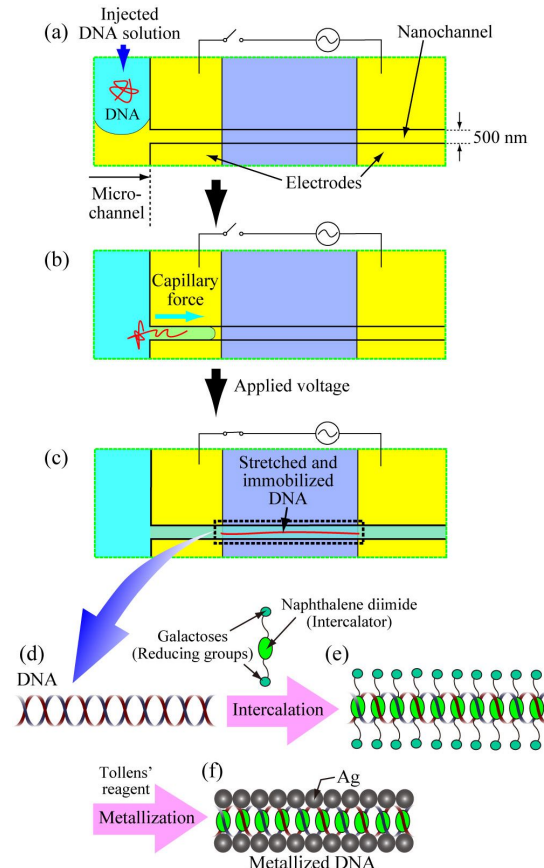 (a)
Injected
DNA solution
DNA
Nanochannel
500 nm
Electrodes
Micro-
channel
(b)
Capillary
force
Applied voltage
(c)
Stretched and
immobilized
DNA
(d)
DNA
Galactoses
(Reducing groups)
Naphthalene diimide
(Intercalator)
Intercalation
(e)
Tollens'
reagent
Metallization
(f)
Ag
Metallized DNA